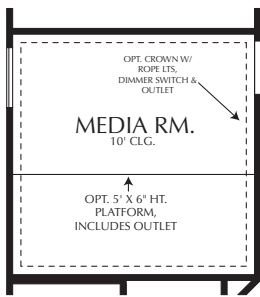 OPT. CROWN W/
ROPE LTS,
DIMMER SWITCH &
OUTLET
MEDIA RM.
10' CLG.
OPT. 5' X 6" HT.
PLATFORM,
INCLUDES OUTLET